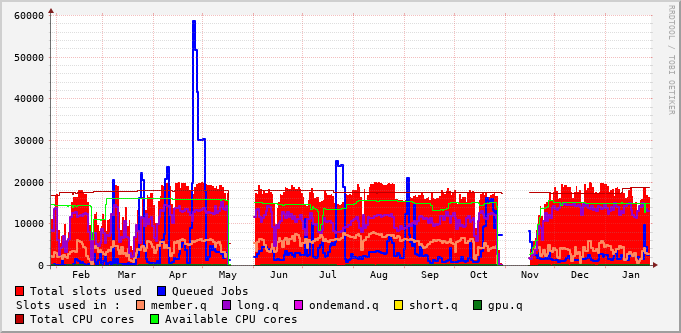 60000
50000
40000
30000
20000
10000
0
Feb Mar Apr May Jun Jul Aug Sep Oct Nov Dec Jan
RRDTOOL / TOBI OETIKER
Total slots used Queued Jobs
Slots used in : member.q long.q ondemand.q short.q gpu.q
Total CPU cores Available CPU cores